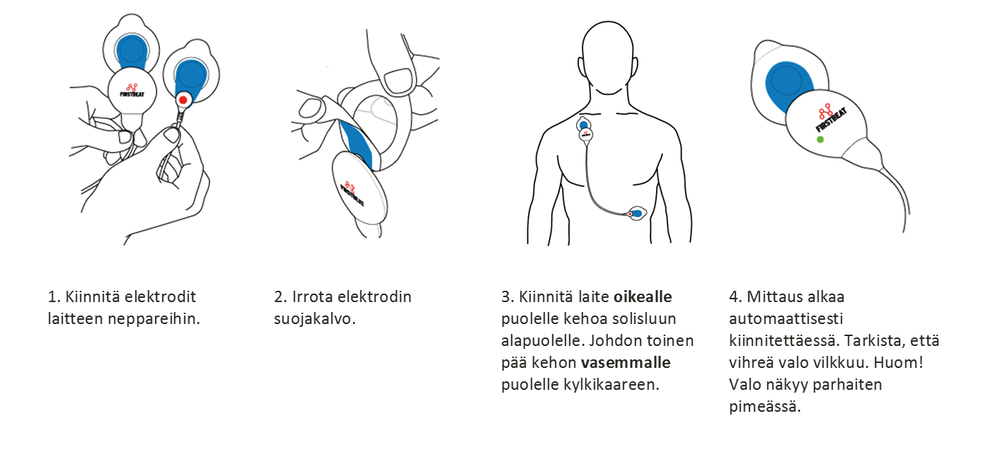 FIRSTBEAT
FIRSTBEAT
FIRSTBEAT
1. Kiinnitä elektrodit
laitteen neppareihin.
2. Irrota elektrodin
suojakalvo.
3. Kiinnitä laite oikealle
puolelle kehoa solisluun
alapuolelle. Johdon toinen
pää kehon vasemmalle
puolelle kylkikaareen.
4. Mittaus alkaa
automaattisesti
kiinnitettäessä. Tarkista, että
vihreä valo vilkkuu. Huom!
Valo näkyy parhaiten
pimeässä.